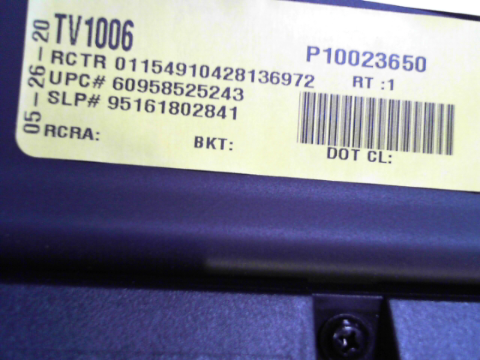 05-26-20
TV1006
P10023650
RCTR 01154910428136972
RT :1
UPC# 60958525243
SLP# 95161802841
RCRA:
BKT:
DOT CL: